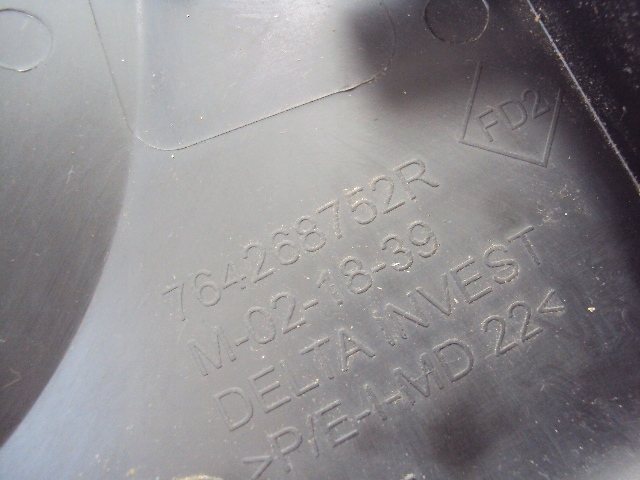 FD2
764268752R
M-02-18-39
DELTA INVEST
>P/E-I-MD 22<